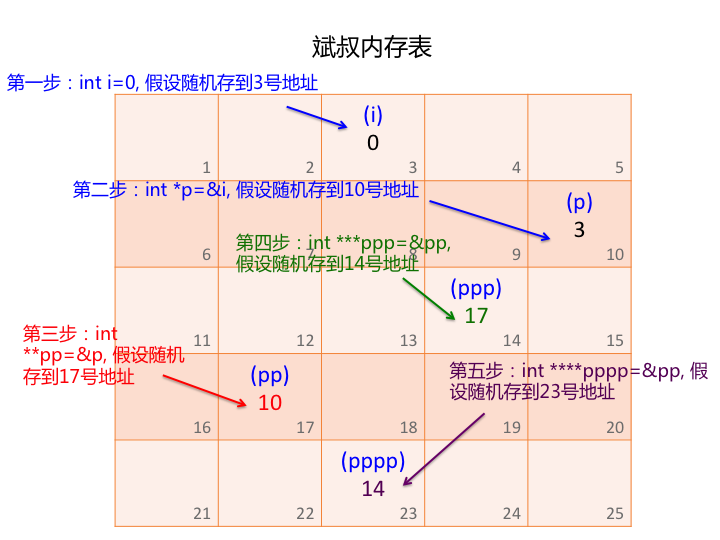 斌叔内存表
第一步：int i=0, 假设随机存到3号地址
(i)
0
1 2 3 4 5
第二步：int *p=&i, 假设随机存到10号地址
(p)
3
第四步：int ***ppp=&pp,
假设随机存到14号地址
6 7 8 9 10
(ppp)
17
第三步：int
**pp=&p, 假设随机
存到17号地址
11 12 13 14 15
(pp)
10
第五步：int ****pppp=&pp, 假
设随机存到23号地址
16 17 18 19 20
(pppp)
14
21 22 23 24 25